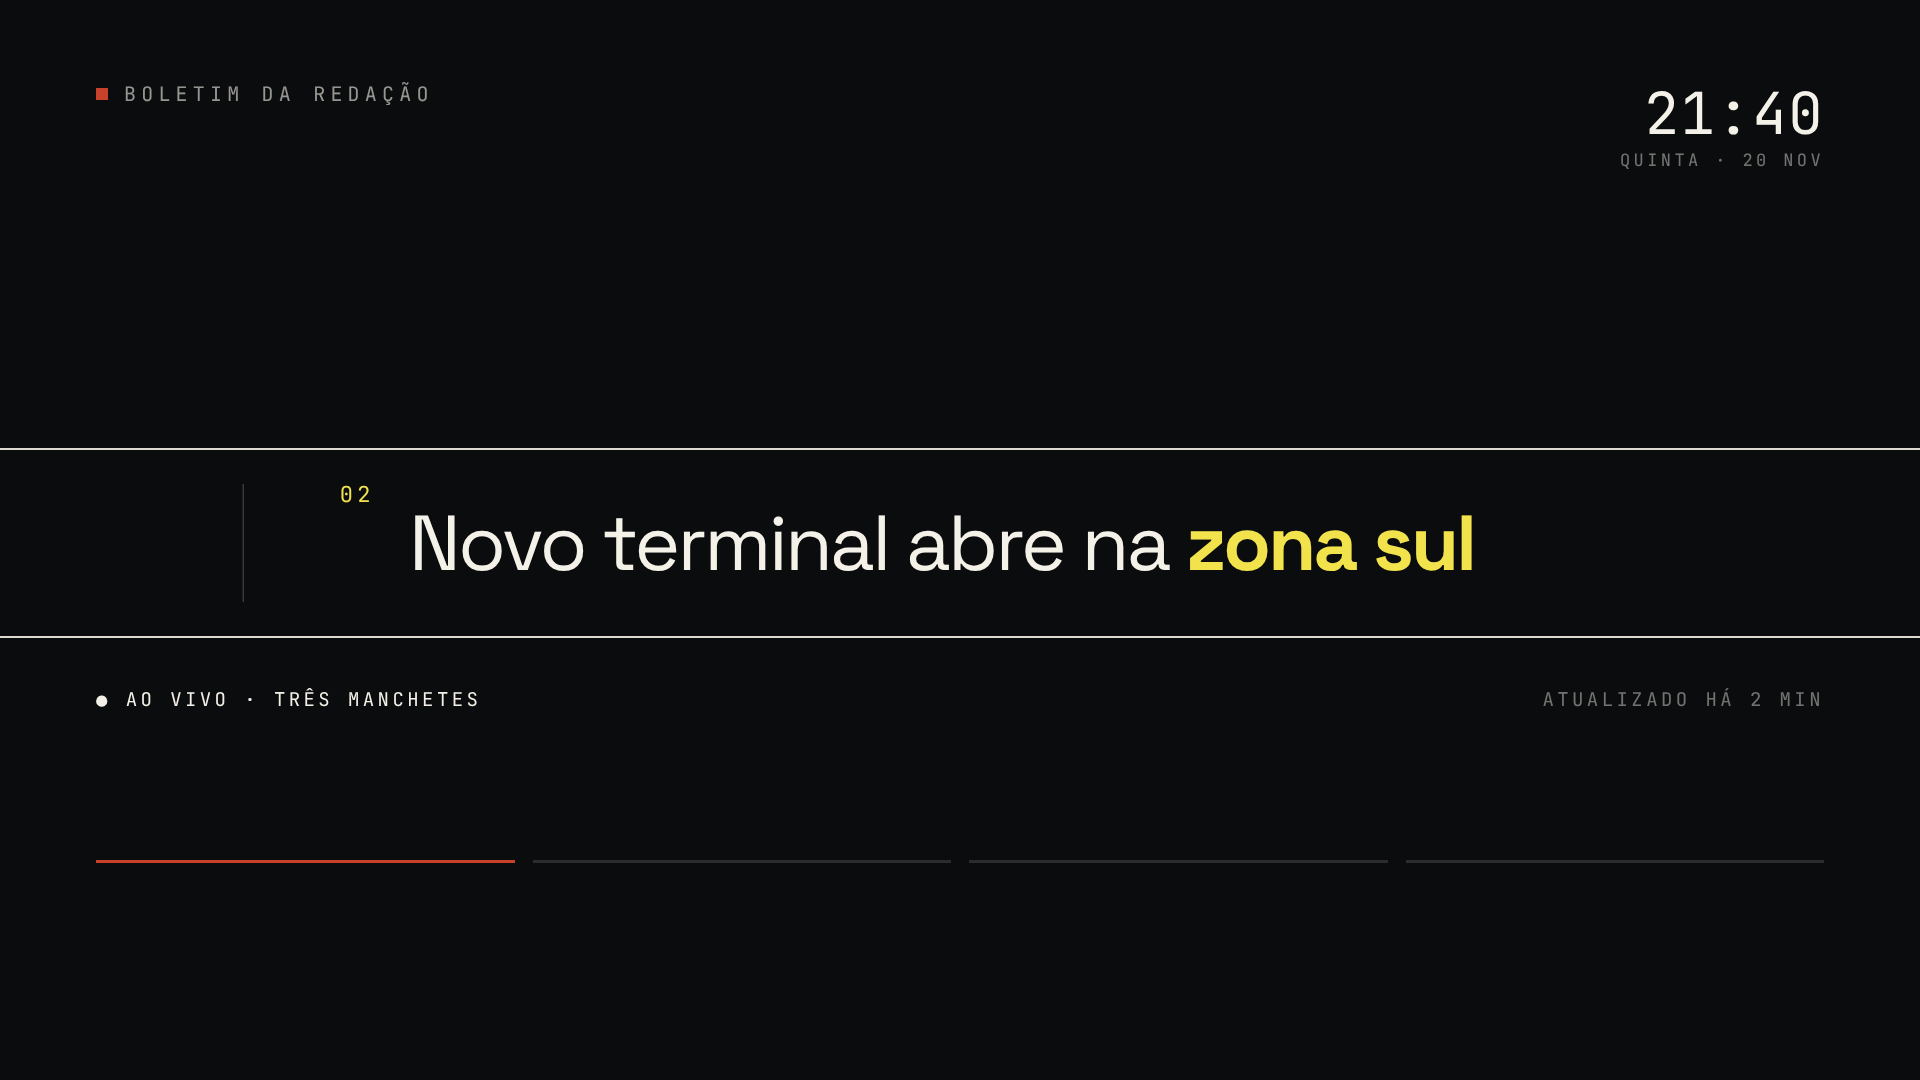 BOLETIM DA REDAÇÃO
21:40
QUINTA · 20 NOV
02
Novo terminal abre na zona sul
● AO VIVO · TRÊS MANCHETES
ATUALIZADO HÁ 2 MIN